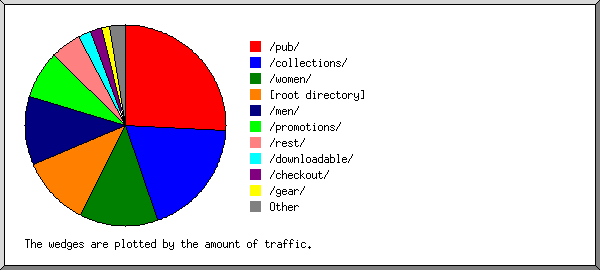 /pub/
/collections/
/women/
[root directory]
/men/
/promotions/
/rest/
/downloadable/
/checkout/
/gear/
Other
The wedges are plotted by the amount of traffic.